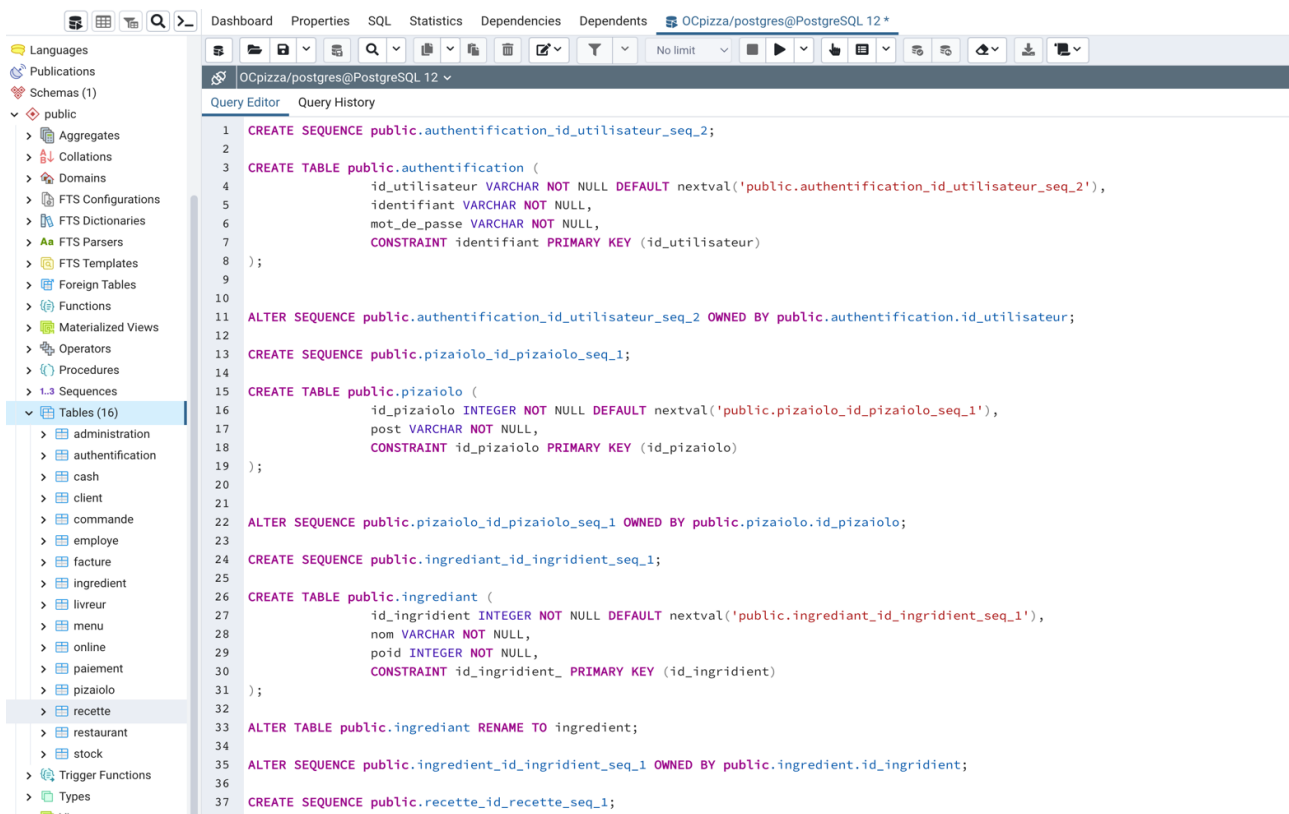 Dashboard Properties SQL Statistics Dependencies Dependents OCpizza/postgres@PostgreSQL 12 *
No limit
OCpizza/postgres@PostgreSQL 12
Query Editor Query History
Languages
Publications
Schemas (1)
public
Aggregates
Collations
Domains
FTS Configurations
FTS Dictionaries
Aa FTS Parsers
FTS Templates
Foreign Tables
Functions
Materialized Views
Operators
Procedures
1..3 Sequences
Tables (16)
administration
authentification
cash
client
commande
employe
facture
ingredient
livreur
menu
online
paiement
pizaiolo
recette
restaurant
stock
Trigger Functions
Types
1 CREATE SEQUENCE public.authentification_id_utilisateur_seq_2;
2
3 CREATE TABLE public.authentification (
4 id_utilisateur VARCHAR NOT NULL DEFAULT nextval('public.authentification_id_utilisateur_seq_2'),
5 identifiant VARCHAR NOT NULL,
6 mot_de_passe VARCHAR NOT NULL,
7 CONSTRAINT identifiant PRIMARY KEY (id_utilisateur)
8 );
9
10
11 ALTER SEQUENCE public.authentification_id_utilisateur_seq_2 OWNED BY public.authentification.id_utilisateur;
12
13 CREATE SEQUENCE public.pizaiolo_id_pizaiolo_seq_1;
14
15 CREATE TABLE public.pizaiolo (
16 id_pizaiolo INTEGER NOT NULL DEFAULT nextval('public.pizaiolo_id_pizaiolo_seq_1'),
17 post VARCHAR NOT NULL,
18 CONSTRAINT id_pizaiolo PRIMARY KEY (id_pizaiolo)
19 );
20
21
22 ALTER SEQUENCE public.pizaiolo_id_pizaiolo_seq_1 OWNED BY public.pizaiolo.id_pizaiolo;
23
24 CREATE SEQUENCE public.ingrediant_id_ingridient_seq_1;
25
26 CREATE TABLE public.ingrediant (
27 id_ingridient INTEGER NOT NULL DEFAULT nextval('public.ingrediant_id_ingridient_seq_1'),
28 nom VARCHAR NOT NULL,
29 poid INTEGER NOT NULL,
30 CONSTRAINT id_ingridient_ PRIMARY KEY (id_ingridient)
31 );
32
33 ALTER TABLE public.ingrediant RENAME TO ingredient;
34
35 ALTER SEQUENCE public.ingredient_id_ingridient_seq_1 OWNED BY public.ingredient.id_ingridient;
36
37 CREATE SEQUENCE public.recette_id_recette_seq_1;